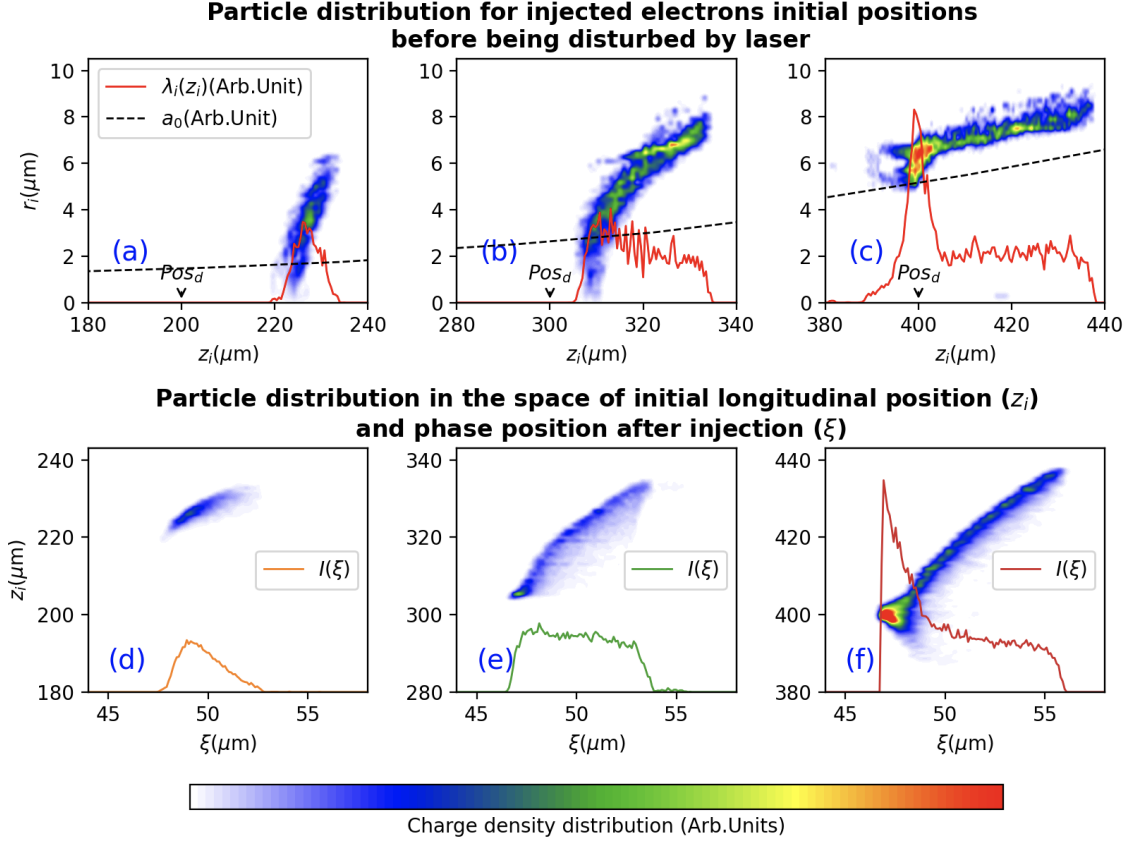 Particle distribution for injected electrons initial positions
before being disturbed by laser
λᵢ(zᵢ)(Arb.Unit)
a₀(Arb.Unit)
rᵢ(μm)
10
8
6
4
2
0
(a)
Pos_d
180 200 220 240
zᵢ(μm)
10
8
6
4
2
0
(b)
Pos_d
280 300 320 340
zᵢ(μm)
10
8
6
4
2
0
(c)
Pos_d
380 400 420 440
zᵢ(μm)
Particle distribution in the space of initial longitudinal position (zᵢ)
and phase position after injection (ξ)
zᵢ(μm)
240
220
200
180
I(ξ)
(d)
45 50 55
ξ(μm)
340
320
300
280
I(ξ)
(e)
45 50 55
ξ(μm)
440
420
400
380
I(ξ)
(f)
45 50 55
ξ(μm)
Charge density distribution (Arb.Units)